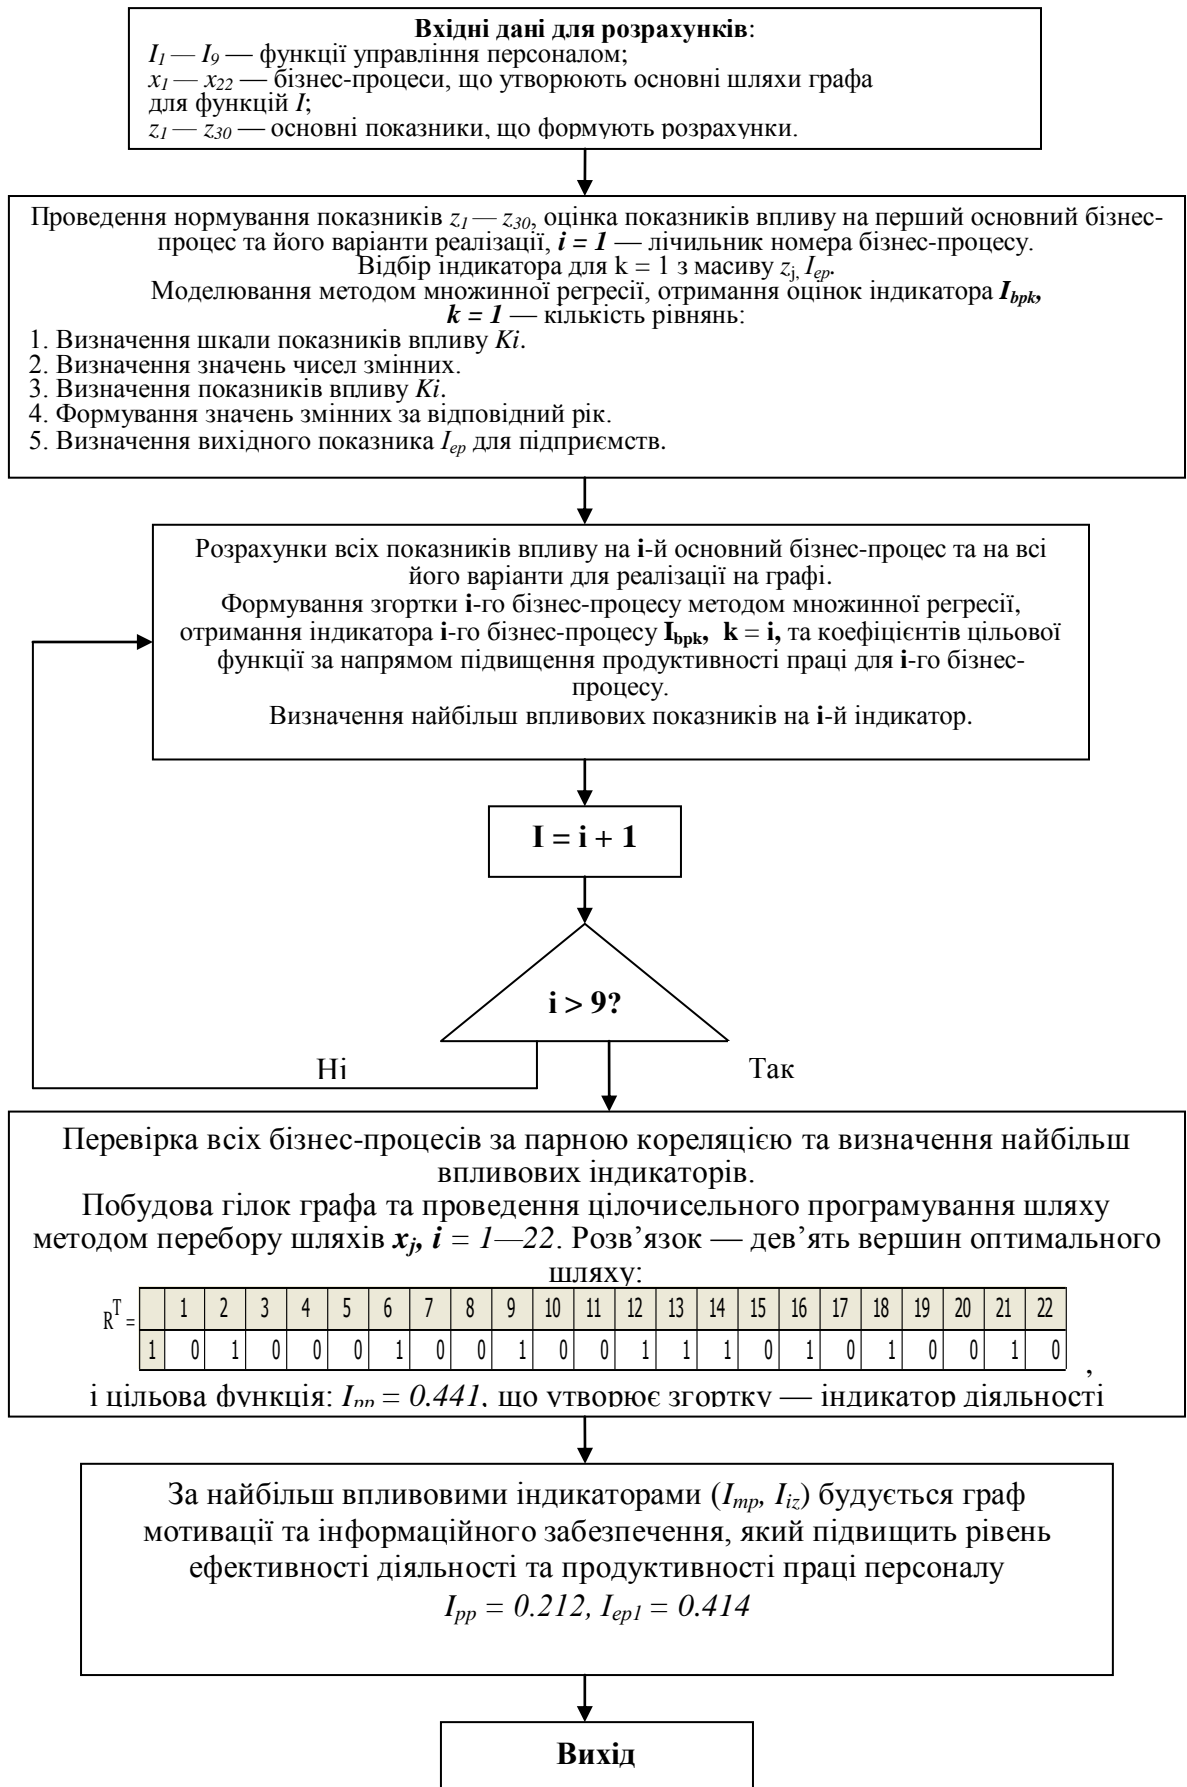 Вхідні дані для розрахунків:
I1 — I9 — функції управління персоналом;
x1 — x22 — бізнес-процеси, що утворюють основні шляхи графа
для функцій I;
z1 — z30 — основні показники, що формують розрахунки.
Проведення нормування показників z1 — z30, оцінка показників впливу на перший основний бізнес-
процес та його варіанти реалізації, i = 1 — лічильник номера бізнес-процесу.
Відбір індикатора для k = 1 з масиву zj, Iep.
Моделювання методом множинної регресії, отримання оцінок індикатора Ibpk,
k = 1 — кількість рівнянь:
1. Визначення шкали показників впливу Ki.
2. Визначення значень чисел змінних.
3. Визначення показників впливу Ki.
4. Формування значень змінних за відповідний рік.
5. Визначення вихідного показника Iep для підприємств.
Розрахунки всіх показників впливу на i-й основний бізнес-процес та на всі
його варіанти для реалізації на графі.
Формування згортки i-го бізнес-процесу методом множинної регресії,
отримання індикатора i-го бізнес-процесу Ibpk, k = i, та коефіцієнтів цільової
функції за напрямом підвищення продуктивності праці для i-го бізнес-
процесу.
Визначення найбільш впливових показників на i-й індикатор.
I = i + 1
i > 9?
Ні Так
Перевірка всіх бізнес-процесів за парною кореляцією та визначення найбільш
впливових індикаторів.
Побудова гілок графа та проведення цілочисельного програмування шляху
методом перебору шляхів xj, i = 1—22. Розв’язок — дев’ять вершин оптимального
шляху:
1 2 3 4 5 6 7 8 9 10 11 12 13 14 15 16 17 18 19 20 21 22
R^T = 1 0 1 0 0 0 1 0 0 1 0 0 1 1 1 0 1 0 1 0 0 1 0 ,
і цільова функція: Ipp = 0.441, що утворює згортку — індикатор діяльності
За найбільш впливовими індикаторами (Imp, Iiz) будується граф
мотивації та інформаційного забезпечення, який підвищить рівень
ефективності діяльності та продуктивності праці персоналу
Ipp = 0.212, Iep1 = 0.414
Вихід